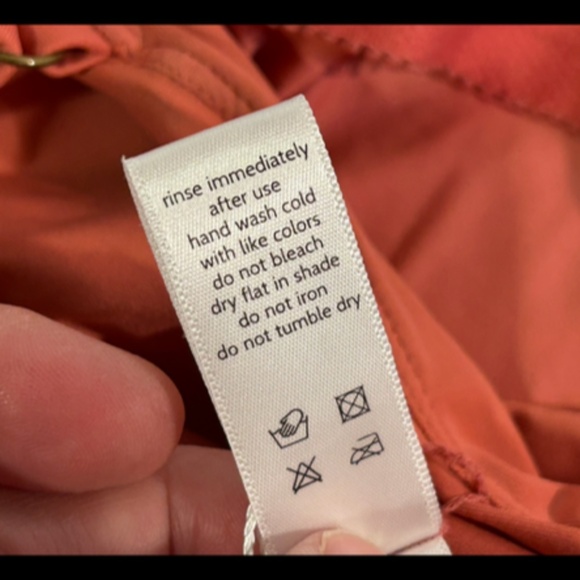 rinse immediately
after use
hand wash cold
with like colors
do not bleach
dry flat in shade
do not iron
do not tumble dry